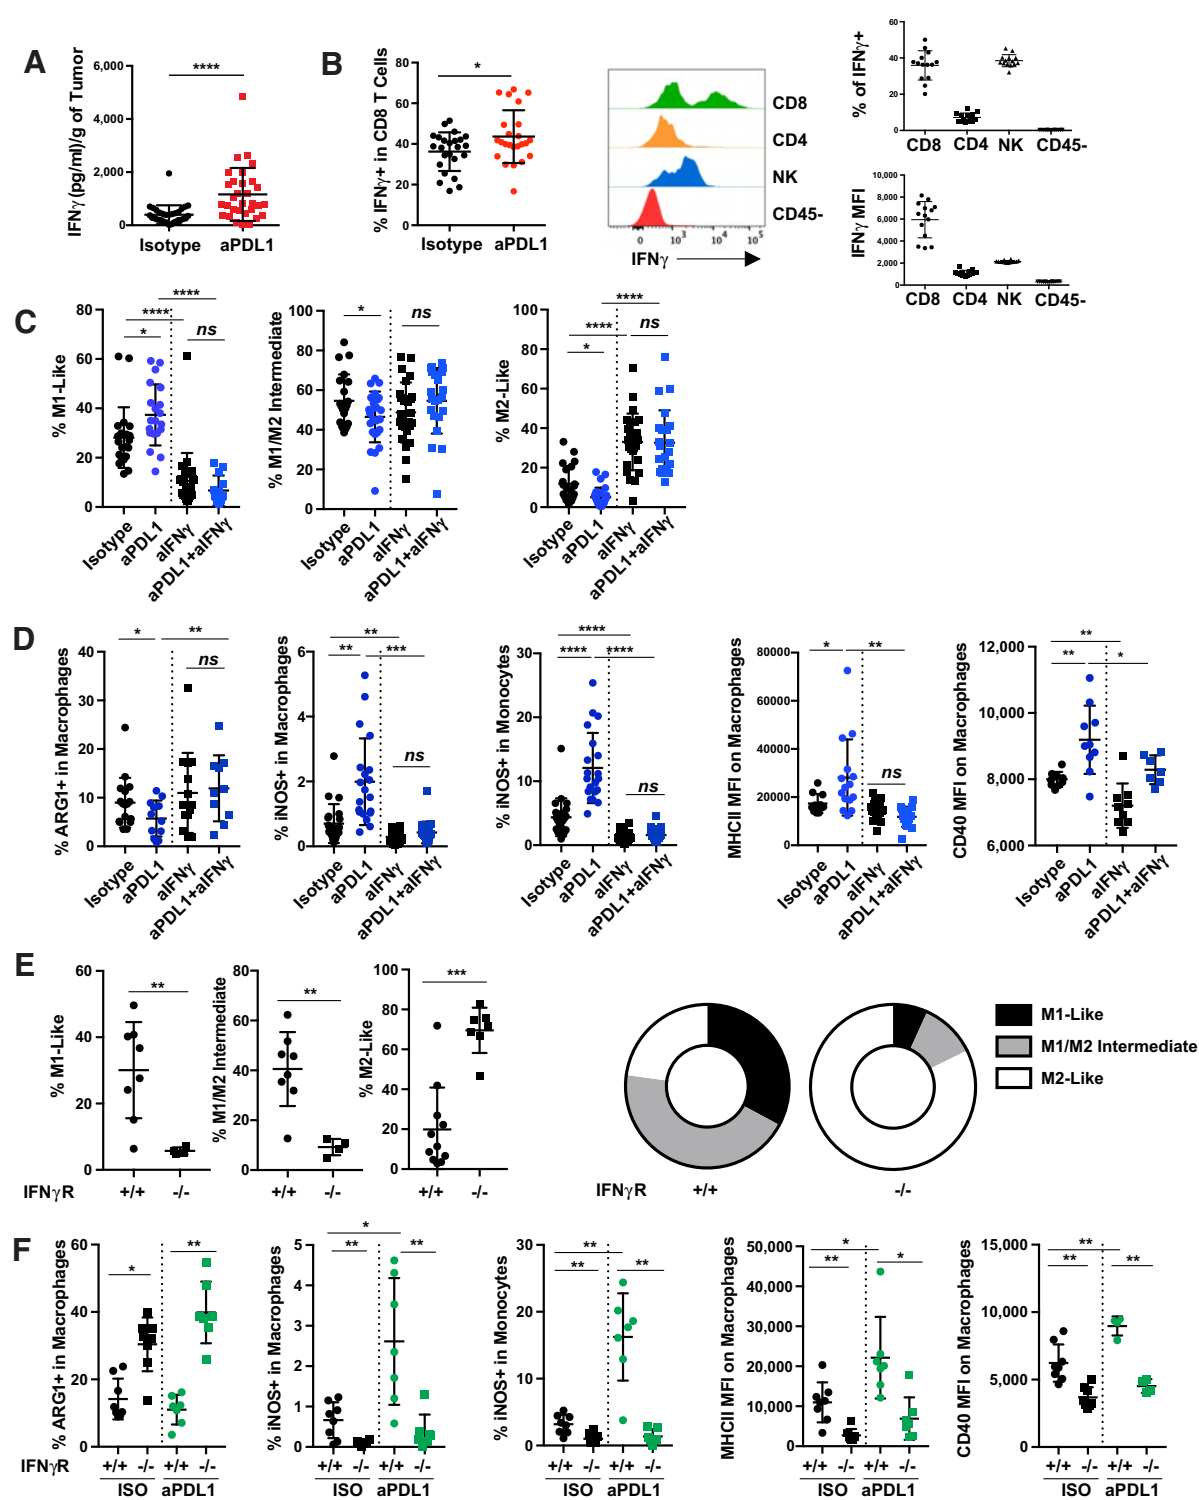 A
IFNγ (pg/ml)/g of Tumor
6,000
4,000
2,000
0
****
Isotype
aPDL1
B
% IFNγ+ in CD8 T Cells
80
60
40
20
0
*
Isotype
aPDL1
CD8
CD4
NK
CD45-
0 10³ 10⁴ 10⁵
IFNγ
% of IFNγ+
60
40
20
0
CD8 CD4 NK CD45-
IFNγ MFI
10,000
8,000
6,000
4,000
2,000
0
CD8 CD4 NK CD45-
C
% M1-Like
80
60
40
20
0
****
****
*
ns
Isotype
aPDL1
aIFNγ
aPDL1+aIFNγ
% M1/M2 Intermediate
100
80
60
40
20
0
*
ns
Isotype
aPDL1
aIFNγ
aPDL1+aIFNγ
% M2-Like
100
80
60
40
20
0
****
****
*
ns
Isotype
aPDL1
aIFNγ
aPDL1+aIFNγ
D
% ARG1+ in Macrophages
40
30
20
10
0
*
**
ns
Isotype
aPDL1
aIFNγ
aPDL1+aIFNγ
% iNOS+ in Macrophages
6
4
2
0
**
**
***
ns
Isotype
aPDL1
aIFNγ
aPDL1+aIFNγ
% iNOS+ in Monocytes
30
20
10
0
****
****
****
ns
Isotype
aPDL1
aIFNγ
aPDL1+aIFNγ
MHCII MFI on Macrophages
80000
60000
40000
20000
0
*
**
ns
Isotype
aPDL1
aIFNγ
aPDL1+aIFNγ
CD40 MFI on Macrophages
12,000
10,000
8,000
6,000
**
**
*
Isotype
aPDL1
aIFNγ
aPDL1+aIFNγ
E
% M1-Like
60
40
20
0
**
IFNγR
+/+ -/-
% M1/M2 Intermediate
80
60
40
20
0
**
+/+ -/-
% M2-Like
100
80
60
40
20
0
***
+/+ -/-
M1-Like
M1/M2 Intermediate
M2-Like
IFNγR +/+ -/-
F
% ARG1+ in Macrophages
60
40
20
0
*
**
IFNγR
+/+ -/- +/+ -/-
ISO aPDL1
% iNOS+ in Macrophages
5
4
3
2
1
0
*
**
**
+/+ -/- +/+ -/-
ISO aPDL1
% iNOS+ in Monocytes
30
20
10
0
**
**
**
+/+ -/- +/+ -/-
ISO aPDL1
MHCII MFI on Macrophages
50,000
40,000
30,000
20,000
10,000
0
*
**
*
+/+ -/- +/+ -/-
ISO aPDL1
CD40 MFI on Macrophages
15,000
10,000
5,000
0
**
**
**
+/+ -/- +/+ -/-
ISO aPDL1